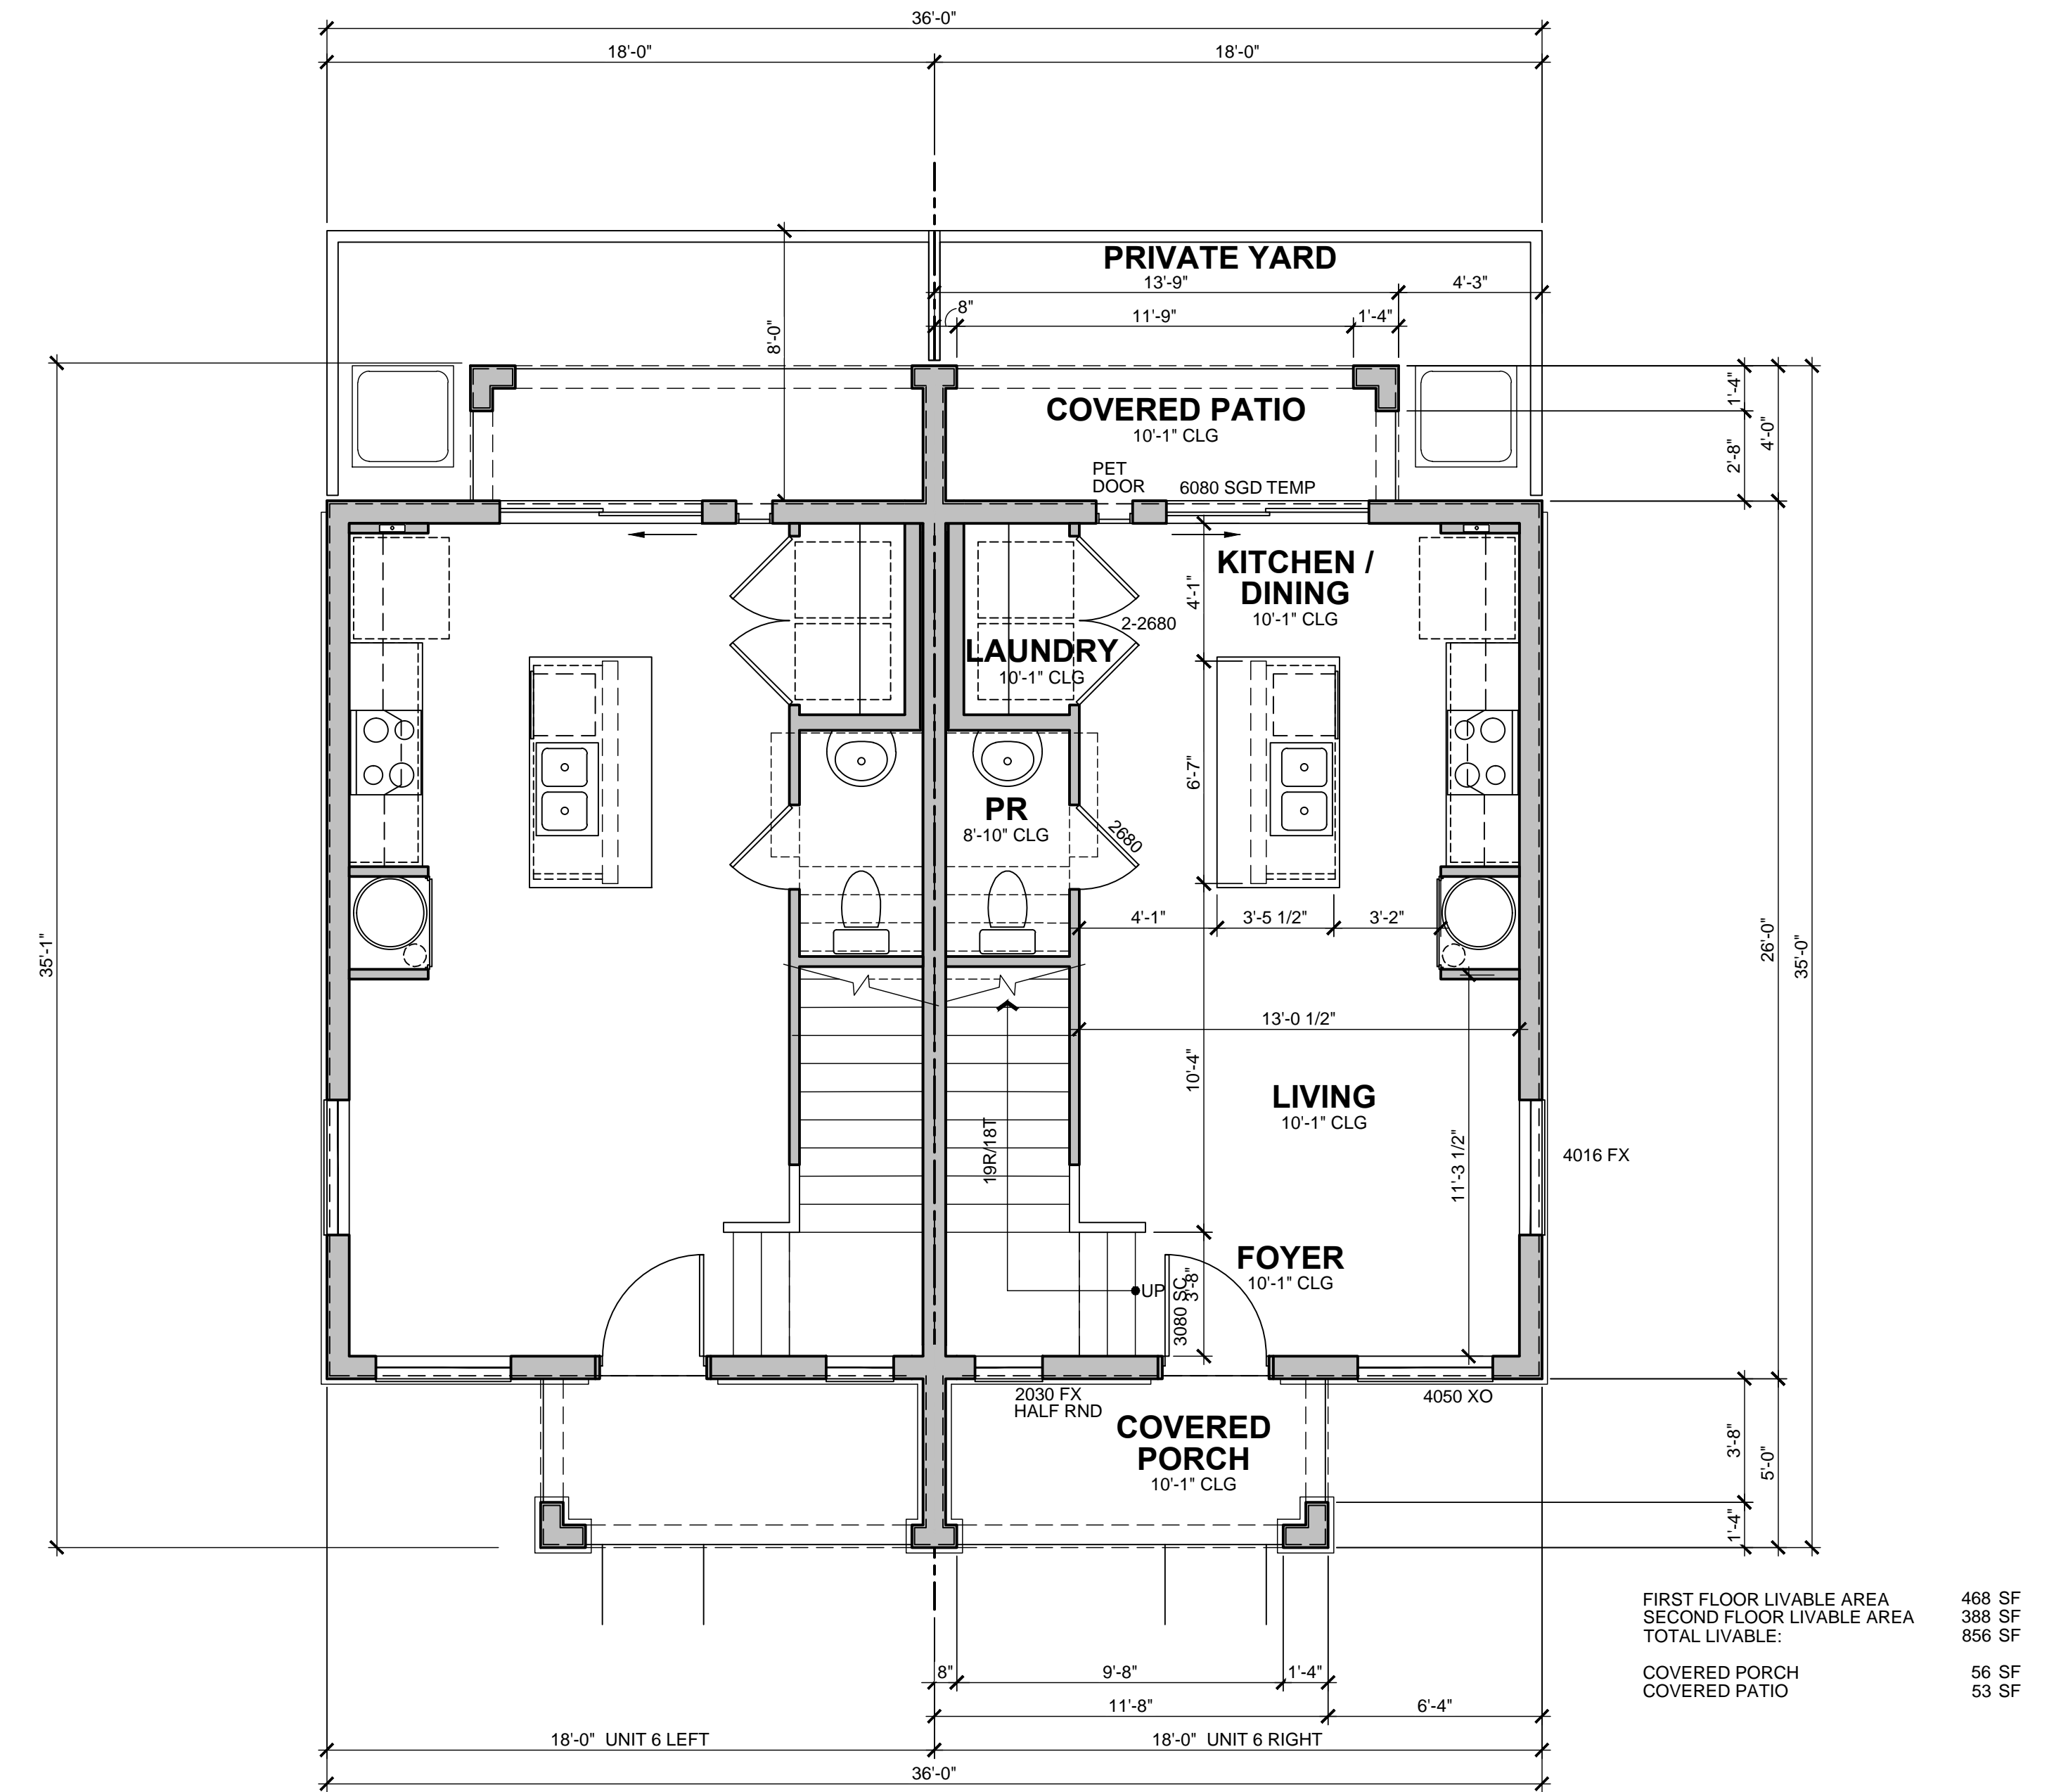 36'-0"
18'-0"
18'-0"
PRIVATE YARD
13'-9"
4'-3"
8"
11'-9"
1'-4"
8'-0"
1'-4"
4'-0"
2'-8"
COVERED PATIO
10'-1" CLG
PET
DOOR
6080 SGD TEMP
KITCHEN /
DINING
10'-1" CLG
4'-1"
2-2680
LAUNDRY
10'-1" CLG
6'-7"
PR
8'-10" CLG
2680
4'-1"
3'-5 1/2"
3'-2"
35'-1"
26'-0"
35'-0"
13'-0 1/2"
10'-4"
LIVING
10'-1" CLG
19R/18T
11'-3 1/2"
4016 FX
FOYER
10'-1" CLG
UP
3080 SC
3'-8"
2030 FX
HALF RND
4050 XO
COVERED
PORCH
10'-1" CLG
3'-8"
5'-0"
1'-4"
FIRST FLOOR LIVABLE AREA 468 SF
SECOND FLOOR LIVABLE AREA 388 SF
TOTAL LIVABLE: 856 SF
COVERED PORCH 56 SF
COVERED PATIO 53 SF
8"
9'-8"
1'-4"
11'-8"
6'-4"
18'-0" UNIT 6 LEFT
18'-0" UNIT 6 RIGHT
36'-0"